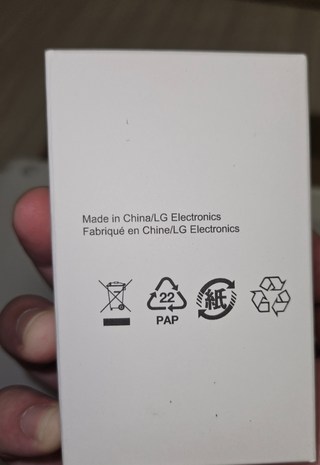 Made in China/LG Electronics
Fabriqué en Chine/LG Electronics
22
PAP
紙